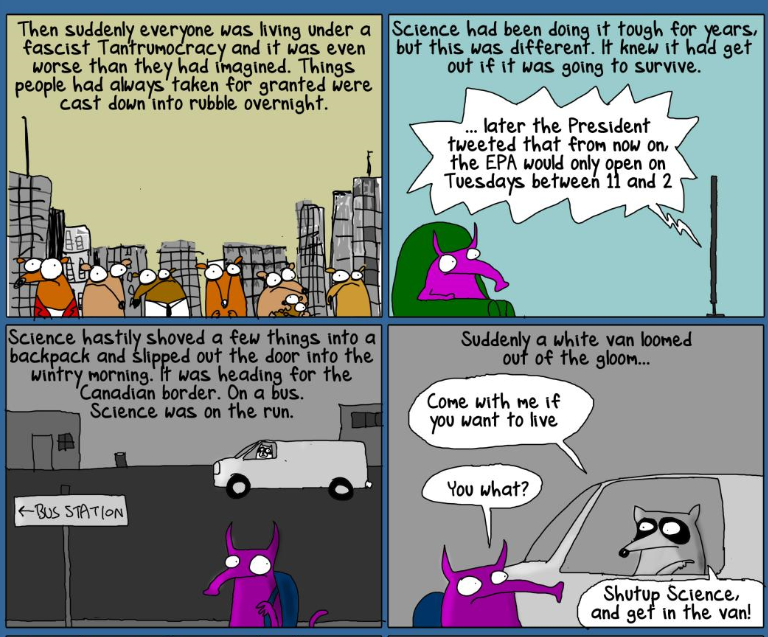 Then suddenly everyone was living under a
fascist Tantrumocracy and it was even
worse than they had imagined. Things
people had always taken for granted were
cast down into rubble overnight.
Science had been doing it tough for years,
but this was different. It knew it had get
out if it was going to survive.
... later the President
tweeted that from now on,
the EPA would only open on
Tuesdays between 11 and 2
Science hastily shoved a few things into a
backpack and slipped out the door into the
wintry morning. It was heading for the
Canadian border. On a bus.
Science was on the run.
←BUS STATION
Suddenly a white van loomed
out of the gloom...
Come with me if
you want to live
You what?
Shutup Science,
and get in the van!